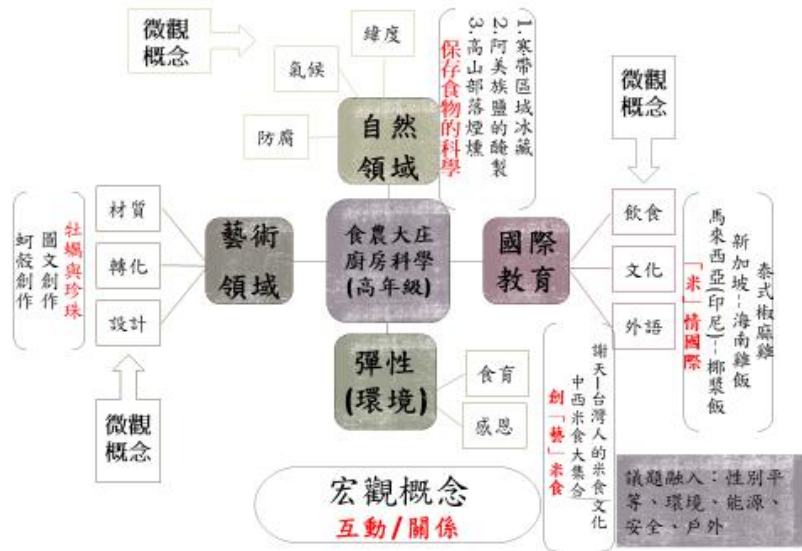 微觀
概念
緯度
氣候
防腐
自然
領域
保存食物的科學
1.寒帶區域冰藏
2.阿美族鹽的醃製
3.高山部落煙燻
微觀
概念
材質
轉化
設計
藝術
領域
牡蠣與珍珠
圖文創作
蚵殼創作
微觀
概念
食農大庄
廚房科學
(高年級)
國際
教育
飲食
文化
外語
「米」情國際
馬來西亞(印尼)--椰漿飯
新加坡--海南雞飯
泰式椒麻雞
彈性
(環境)
食育
感恩
創「藝」米食
中西米食大集合
謝天—台灣人的米食文化
宏觀概念
互動/關係
議題融入：性別平
等、環境、能源、
安全、戶外